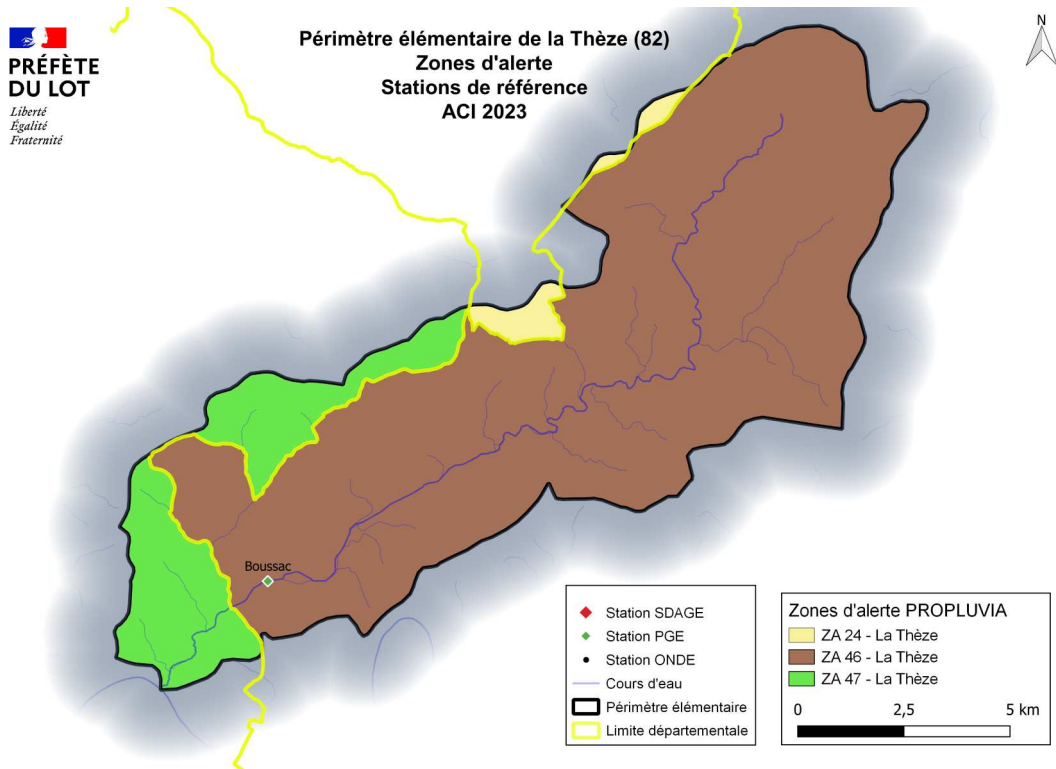 PRÉFÈTE
DU LOT
Liberté
Égalité
Fraternité
Périmètre élémentaire de la Thèze (82)
Zones d'alerte
Stations de référence
ACI 2023
N
Boussac
Station SDAGE
Station PGE
Station ONDE
Cours d'eau
Périmètre élémentaire
Limite départementale
Zones d'alerte PROPLUVIA
ZA 24 - La Thèze
ZA 46 - La Thèze
ZA 47 - La Thèze
0 2,5 5 km